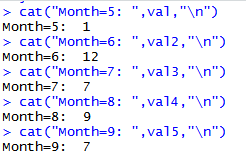 > cat("Month=5: ",val,"\n")
Month=5:  1
> cat("Month=6: ",val2,"\n")
Month=6:  12
> cat("Month=7: ",val3,"\n")
Month=7:  7
> cat("Month=8: ",val4,"\n")
Month=8:  9
> cat("Month=9: ",val5,"\n")
Month=9:  7